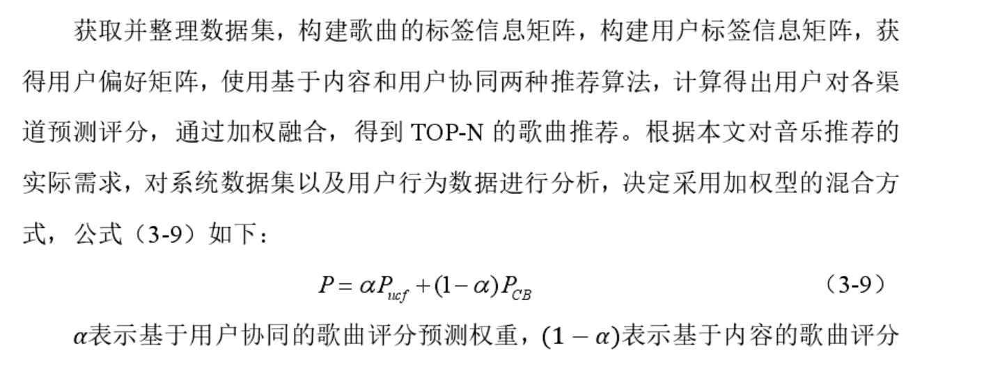 获取并整理数据集，构建歌曲的标签信息矩阵，构建用户标签信息矩阵，获
得用户偏好矩阵，使用基于内容和用户协同两种推荐算法，计算得出用户对各渠
道预测评分，通过加权融合，得到 TOP-N 的歌曲推荐。根据本文对音乐推荐的
实际需求，对系统数据集以及用户行为数据进行分析，决定采用加权型的混合方
式，公式（3-9）如下：
P = αP_{ucf} + (1 − α)P_{CB} （3-9）
α表示基于用户协同的歌曲评分预测权重，(1 − α)表示基于内容的歌曲评分